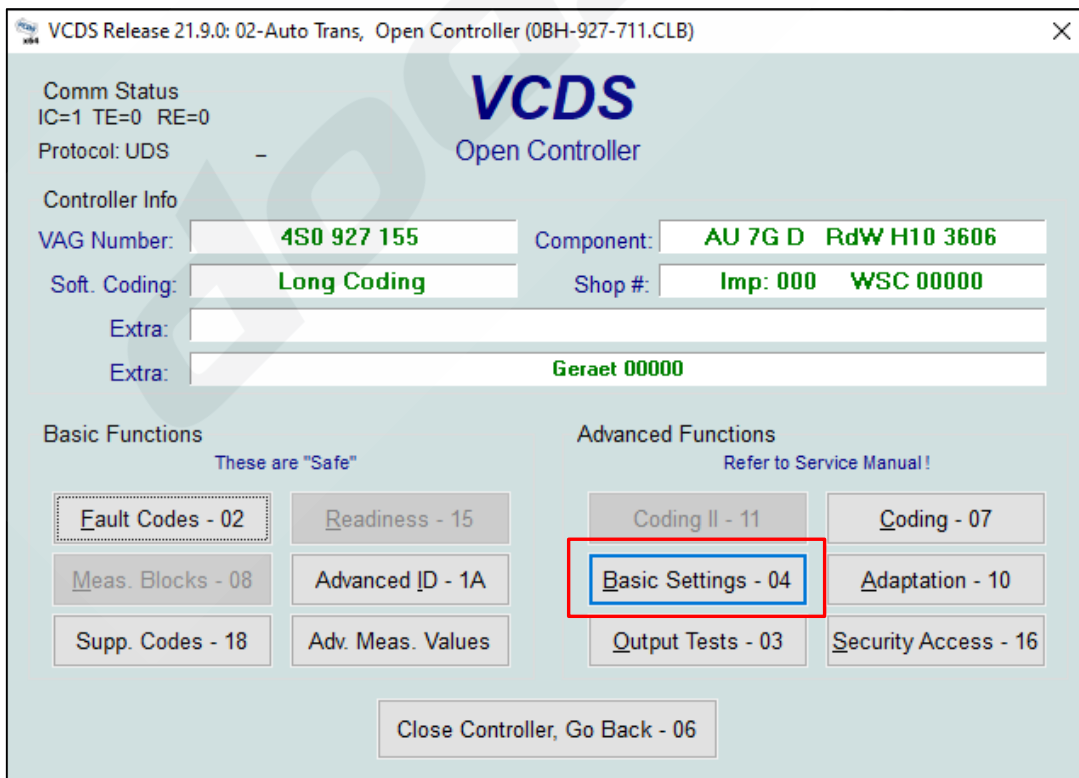 VCDS Release 21.9.0: 02-Auto Trans, Open Controller (0BH-927-711.CLB)
Comm Status
IC=1 TE=0 RE=0
Protocol: UDS
VCDS
Open Controller
Controller Info
VAG Number: 4S0 927 155 Component: AU 7G D RdW H10 3606
Soft. Coding: Long Coding Shop #: Imp: 000 WSC 00000
Extra:
Extra: Geraet 00000
Basic Functions
These are "Safe"
Advanced Functions
Refer to Service Manual!
Fault Codes - 02 Readiness - 15 Coding II - 11 Coding - 07
Meas. Blocks - 08 Advanced ID - 1A Basic Settings - 04 Adaptation - 10
Supp. Codes - 18 Adv. Meas. Values Output Tests - 03 Security Access - 16
Close Controller, Go Back - 06